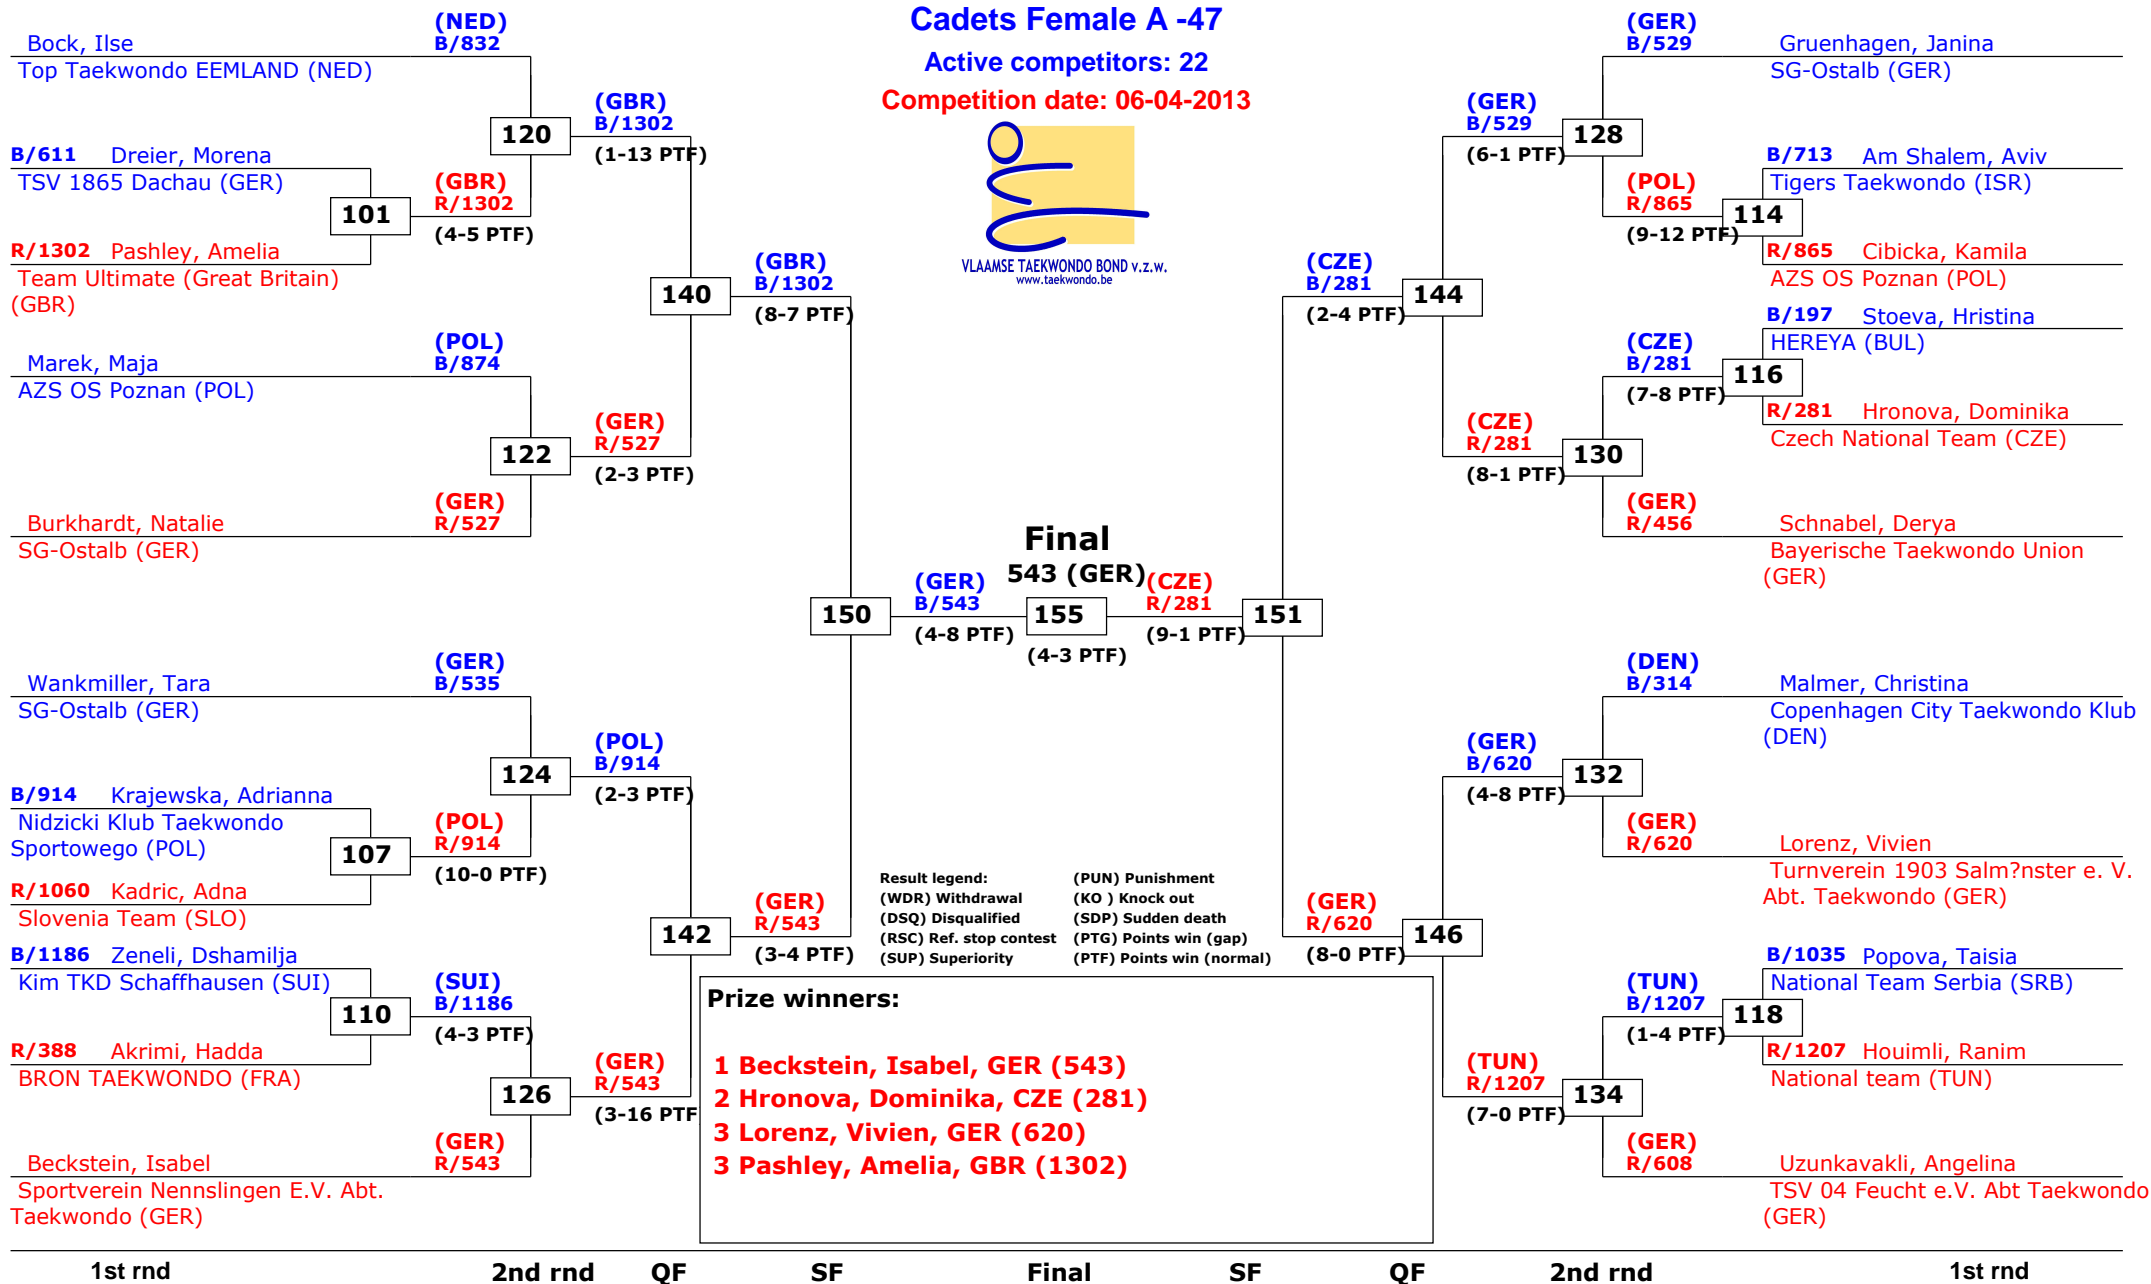 Cadets Female A -47
Active competitors: 22
Competition date: 06-04-2013
VLAAMSE TAEKWONDO BOND v.z.w.
www.taekwondo.be
Bock, Ilse
Top Taekwondo EEMLAND (NED)
(NED)
B/832
B/611 Dreier, Morena
TSV 1865 Dachau (GER)
101
R/1302 Pashley, Amelia
Team Ultimate (Great Britain)
(GBR)
(GBR)
R/1302
(4-5 PTF)
120
(GBR)
B/1302
(1-13 PTF)
Marek, Maja
AZS OS Poznan (POL)
(POL)
B/874
122
Burkhardt, Natalie
SG-Ostalb (GER)
(GER)
R/527
(GER)
R/527
(2-3 PTF)
140
(GBR)
B/1302
(8-7 PTF)
Wankmiller, Tara
SG-Ostalb (GER)
(GER)
B/535
124
B/914 Krajewska, Adrianna
Nidzicki Klub Taekwondo
Sportowego (POL)
107
R/1060 Kadric, Adna
Slovenia Team (SLO)
(POL)
R/914
(10-0 PTF)
(POL)
B/914
(2-3 PTF)
B/1186 Zeneli, Dshamilja
Kim TKD Schaffhausen (SUI)
110
R/388 Akrimi, Hadda
BRON TAEKWONDO (FRA)
(SUI)
B/1186
(4-3 PTF)
126
Beckstein, Isabel
Sportverein Nennslingen E.V. Abt.
Taekwondo (GER)
(GER)
R/543
(GER)
R/543
(3-16 PTF
142
(GER)
R/543
(3-4 PTF)
150
(GER)
B/543
(4-8 PTF)
Final
543 (GER)
155
(4-3 PTF)
(CZE)
R/281
(9-1 PTF)
151
(CZE)
B/281
(2-4 PTF)
144
(GER)
B/529
(6-1 PTF)
128
(GER)
B/529
Gruenhagen, Janina
SG-Ostalb (GER)
(POL)
R/865
(9-12 PTF)
114
B/713 Am Shalem, Aviv
Tigers Taekwondo (ISR)
R/865 Cibicka, Kamila
AZS OS Poznan (POL)
B/197 Stoeva, Hristina
HEREYA (BUL)
(CZE)
B/281
(7-8 PTF)
116
R/281 Hronova, Dominika
Czech National Team (CZE)
(CZE)
R/281
(8-1 PTF)
130
(GER)
R/456
Schnabel, Derya
Bayerische Taekwondo Union
(GER)
(DEN)
B/314
Malmer, Christina
Copenhagen City Taekwondo Klub
(DEN)
(GER)
B/620
(4-8 PTF)
132
(GER)
R/620
Lorenz, Vivien
Turnverein 1903 Salm?nster e. V.
Abt. Taekwondo (GER)
(GER)
R/620
(8-0 PTF)
146
B/1035 Popova, Taisia
National Team Serbia (SRB)
(TUN)
B/1207
(1-4 PTF)
118
R/1207 Houimli, Ranim
National team (TUN)
(TUN)
R/1207
(7-0 PTF)
134
(GER)
R/608
Uzunkavakli, Angelina
TSV 04 Feucht e.V. Abt Taekwondo
(GER)
Result legend:
(WDR) Withdrawal
(DSQ) Disqualified
(RSC) Ref. stop contest
(SUP) Superiority
(PUN) Punishment
(KO ) Knock out
(SDP) Sudden death
(PTG) Points win (gap)
(PTF) Points win (normal)
Prize winners:
1 Beckstein, Isabel, GER (543)
2 Hronova, Dominika, CZE (281)
3 Lorenz, Vivien, GER (620)
3 Pashley, Amelia, GBR (1302)
1st rnd 2nd rnd QF SF Final SF QF 2nd rnd 1st rnd